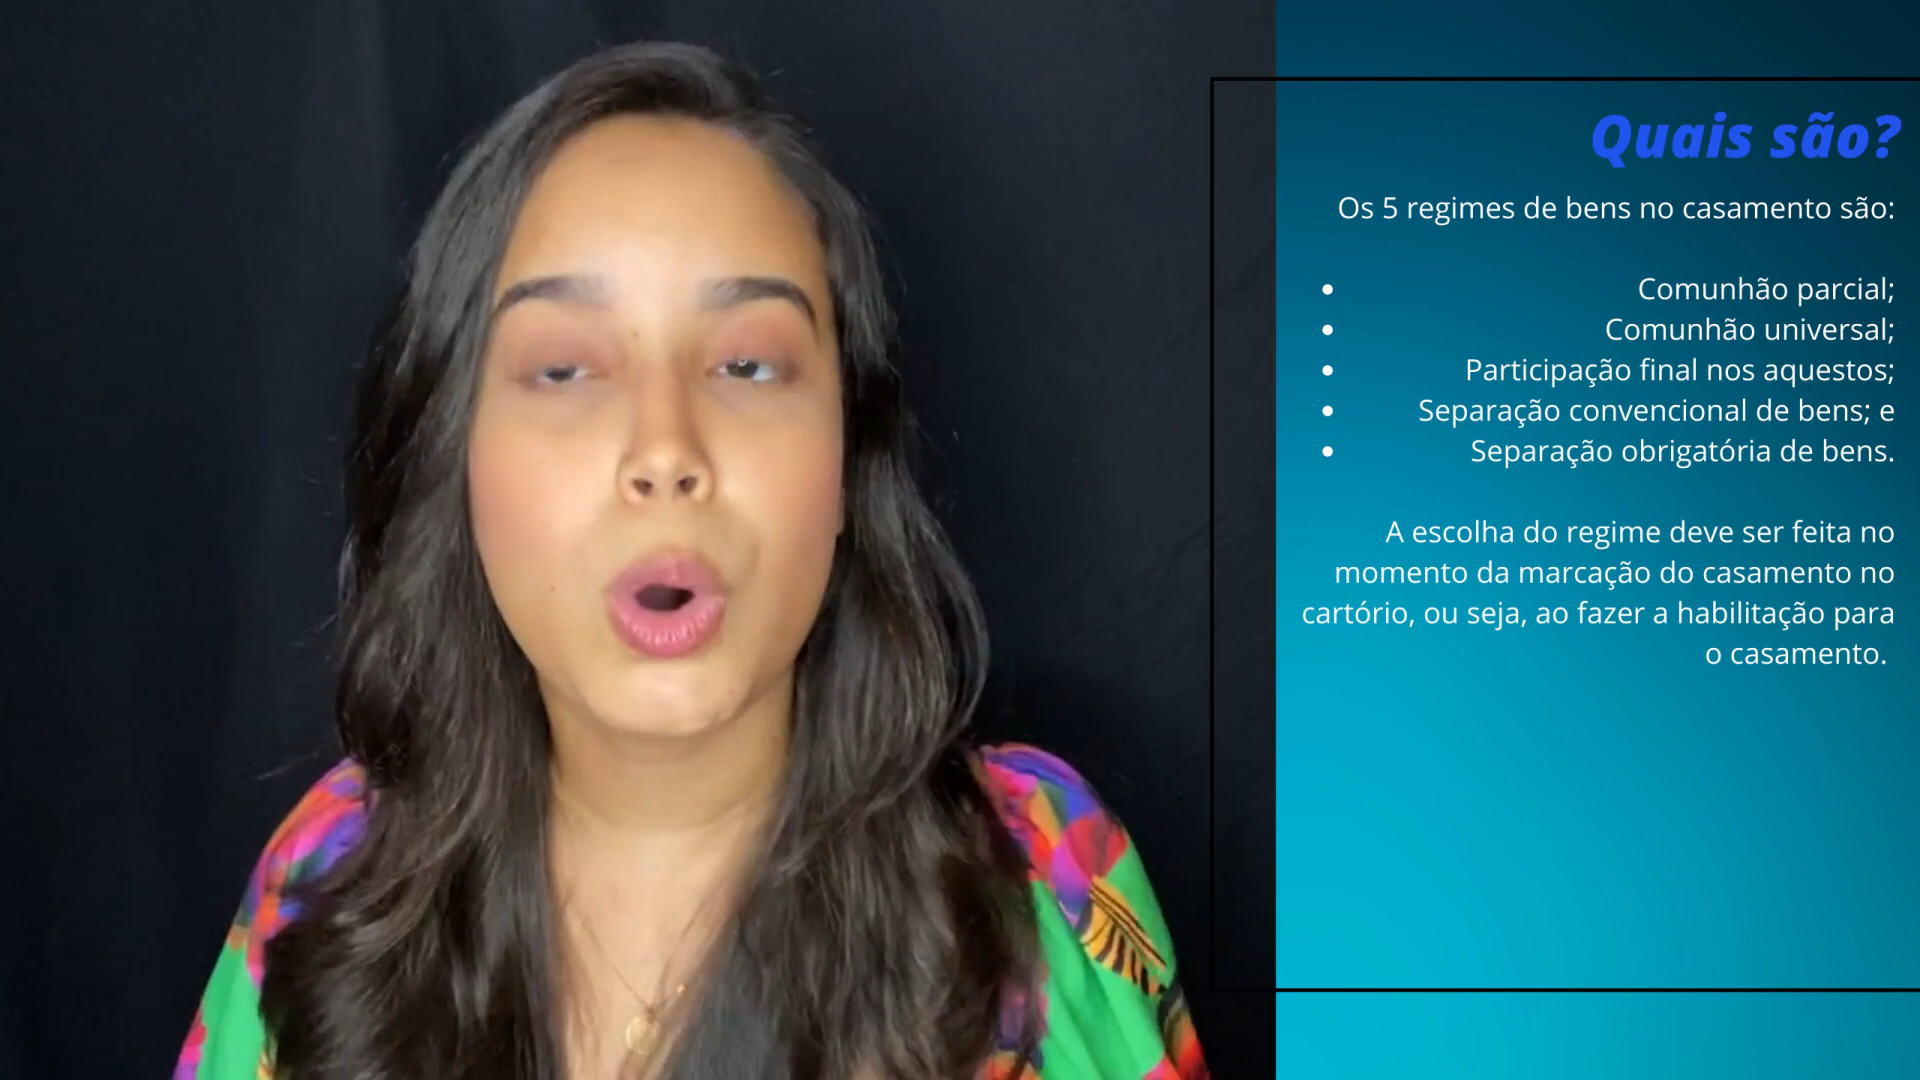 Quais são?
Os 5 regimes de bens no casamento são:
• Comunhão parcial;
• Comunhão universal;
• Participação final nos aquestos;
• Separação convencional de bens; e
• Separação obrigatória de bens.
A escolha do regime deve ser feita no
momento da marcação do casamento no
cartório, ou seja, ao fazer a habilitação para
o casamento.